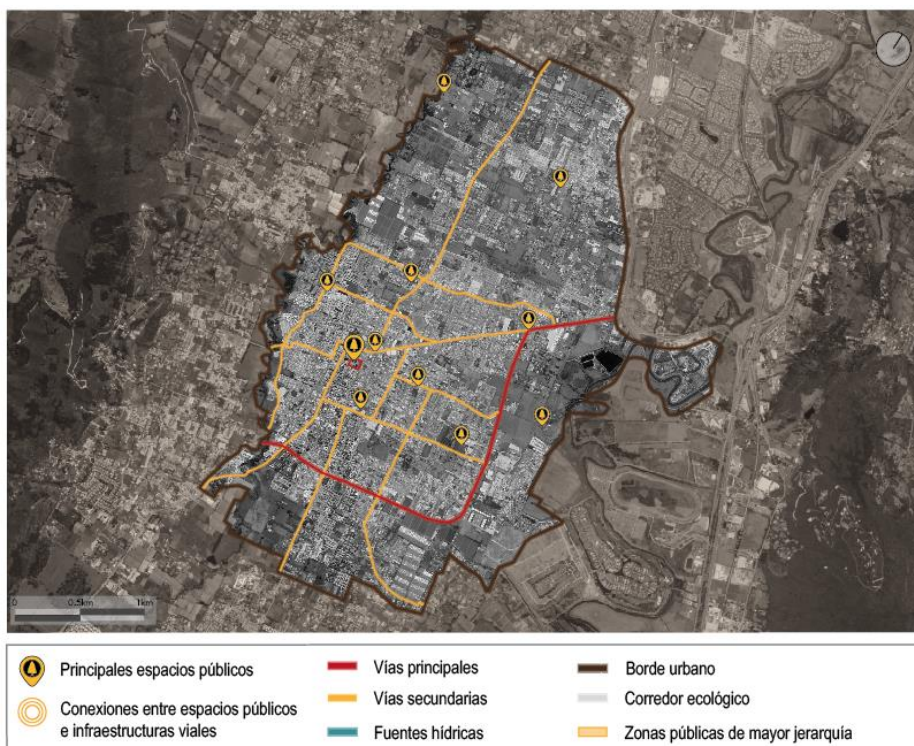 0 0.5km 1km
Principales espacios públicos
Conexiones entre espacios públicos
e infraestructuras viales
Vías principales
Vías secundarias
Fuentes hídricas
Borde urbano
Corredor ecológico
Zonas públicas de mayor jerarquía